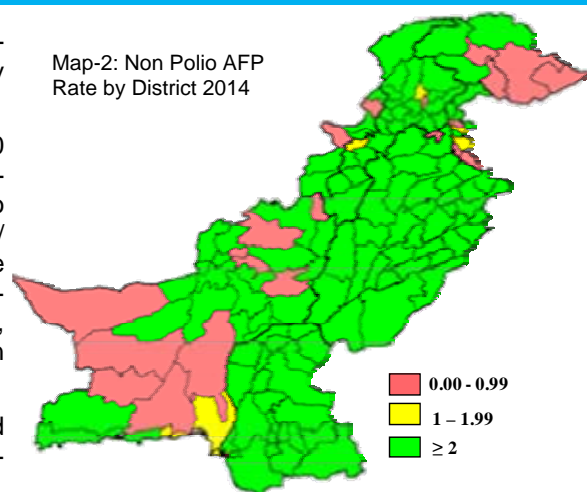 Map-2: Non Polio AFP
Rate by District 2014
0.00 - 0.99
1 – 1.99
≥ 2